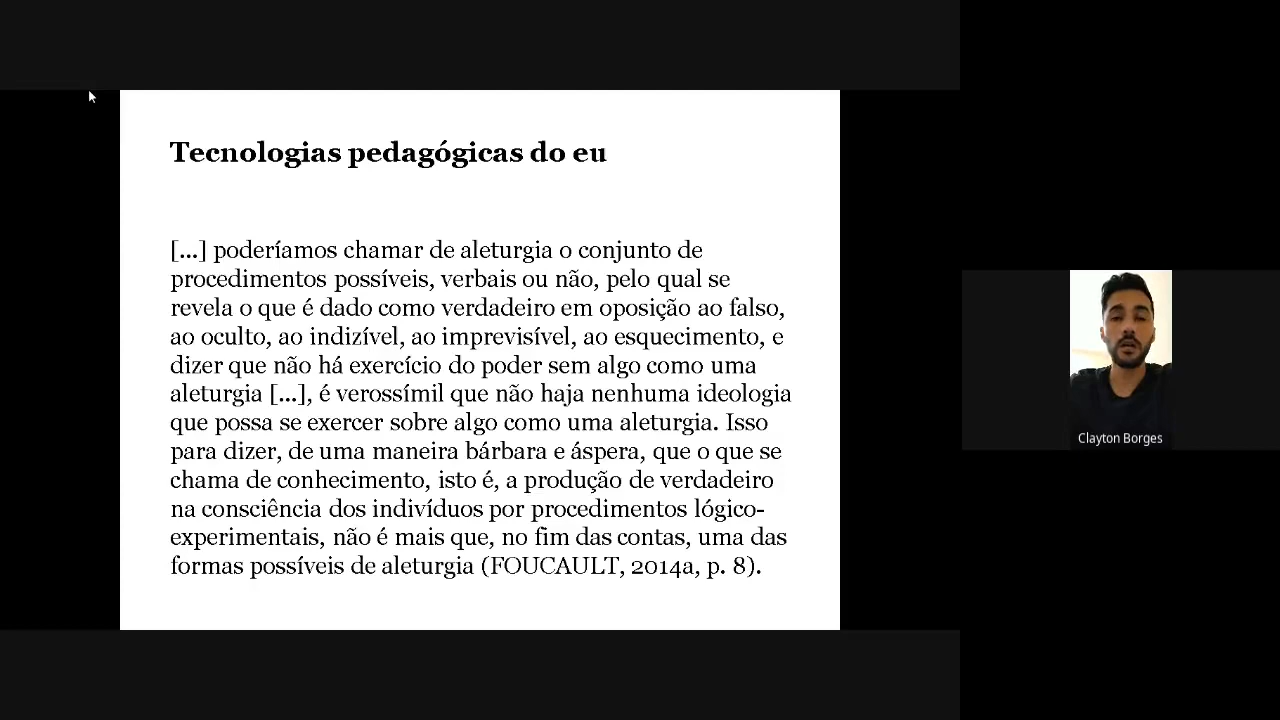 Tecnologias pedagógicas do eu
[...] poderíamos chamar de aleturgia o conjunto de
procedimentos possíveis, verbais ou não, pelo qual se
revela o que é dado como verdadeiro em oposição ao falso,
ao oculto, ao indizível, ao imprevisível, ao esquecimento, e
dizer que não há exercício do poder sem algo como uma
aleturgia [...], é verossímil que não haja nenhuma ideologia
que possa se exercer sobre algo como uma aleturgia. Isso
para dizer, de uma maneira bárbara e áspera, que o que se
chama de conhecimento, isto é, a produção de verdadeiro
na consciência dos indivíduos por procedimentos lógico-
experimentais, não é mais que, no fim das contas, uma das
formas possíveis de aleturgia (FOUCAULT, 2014a, p. 8).
Clayton Borges